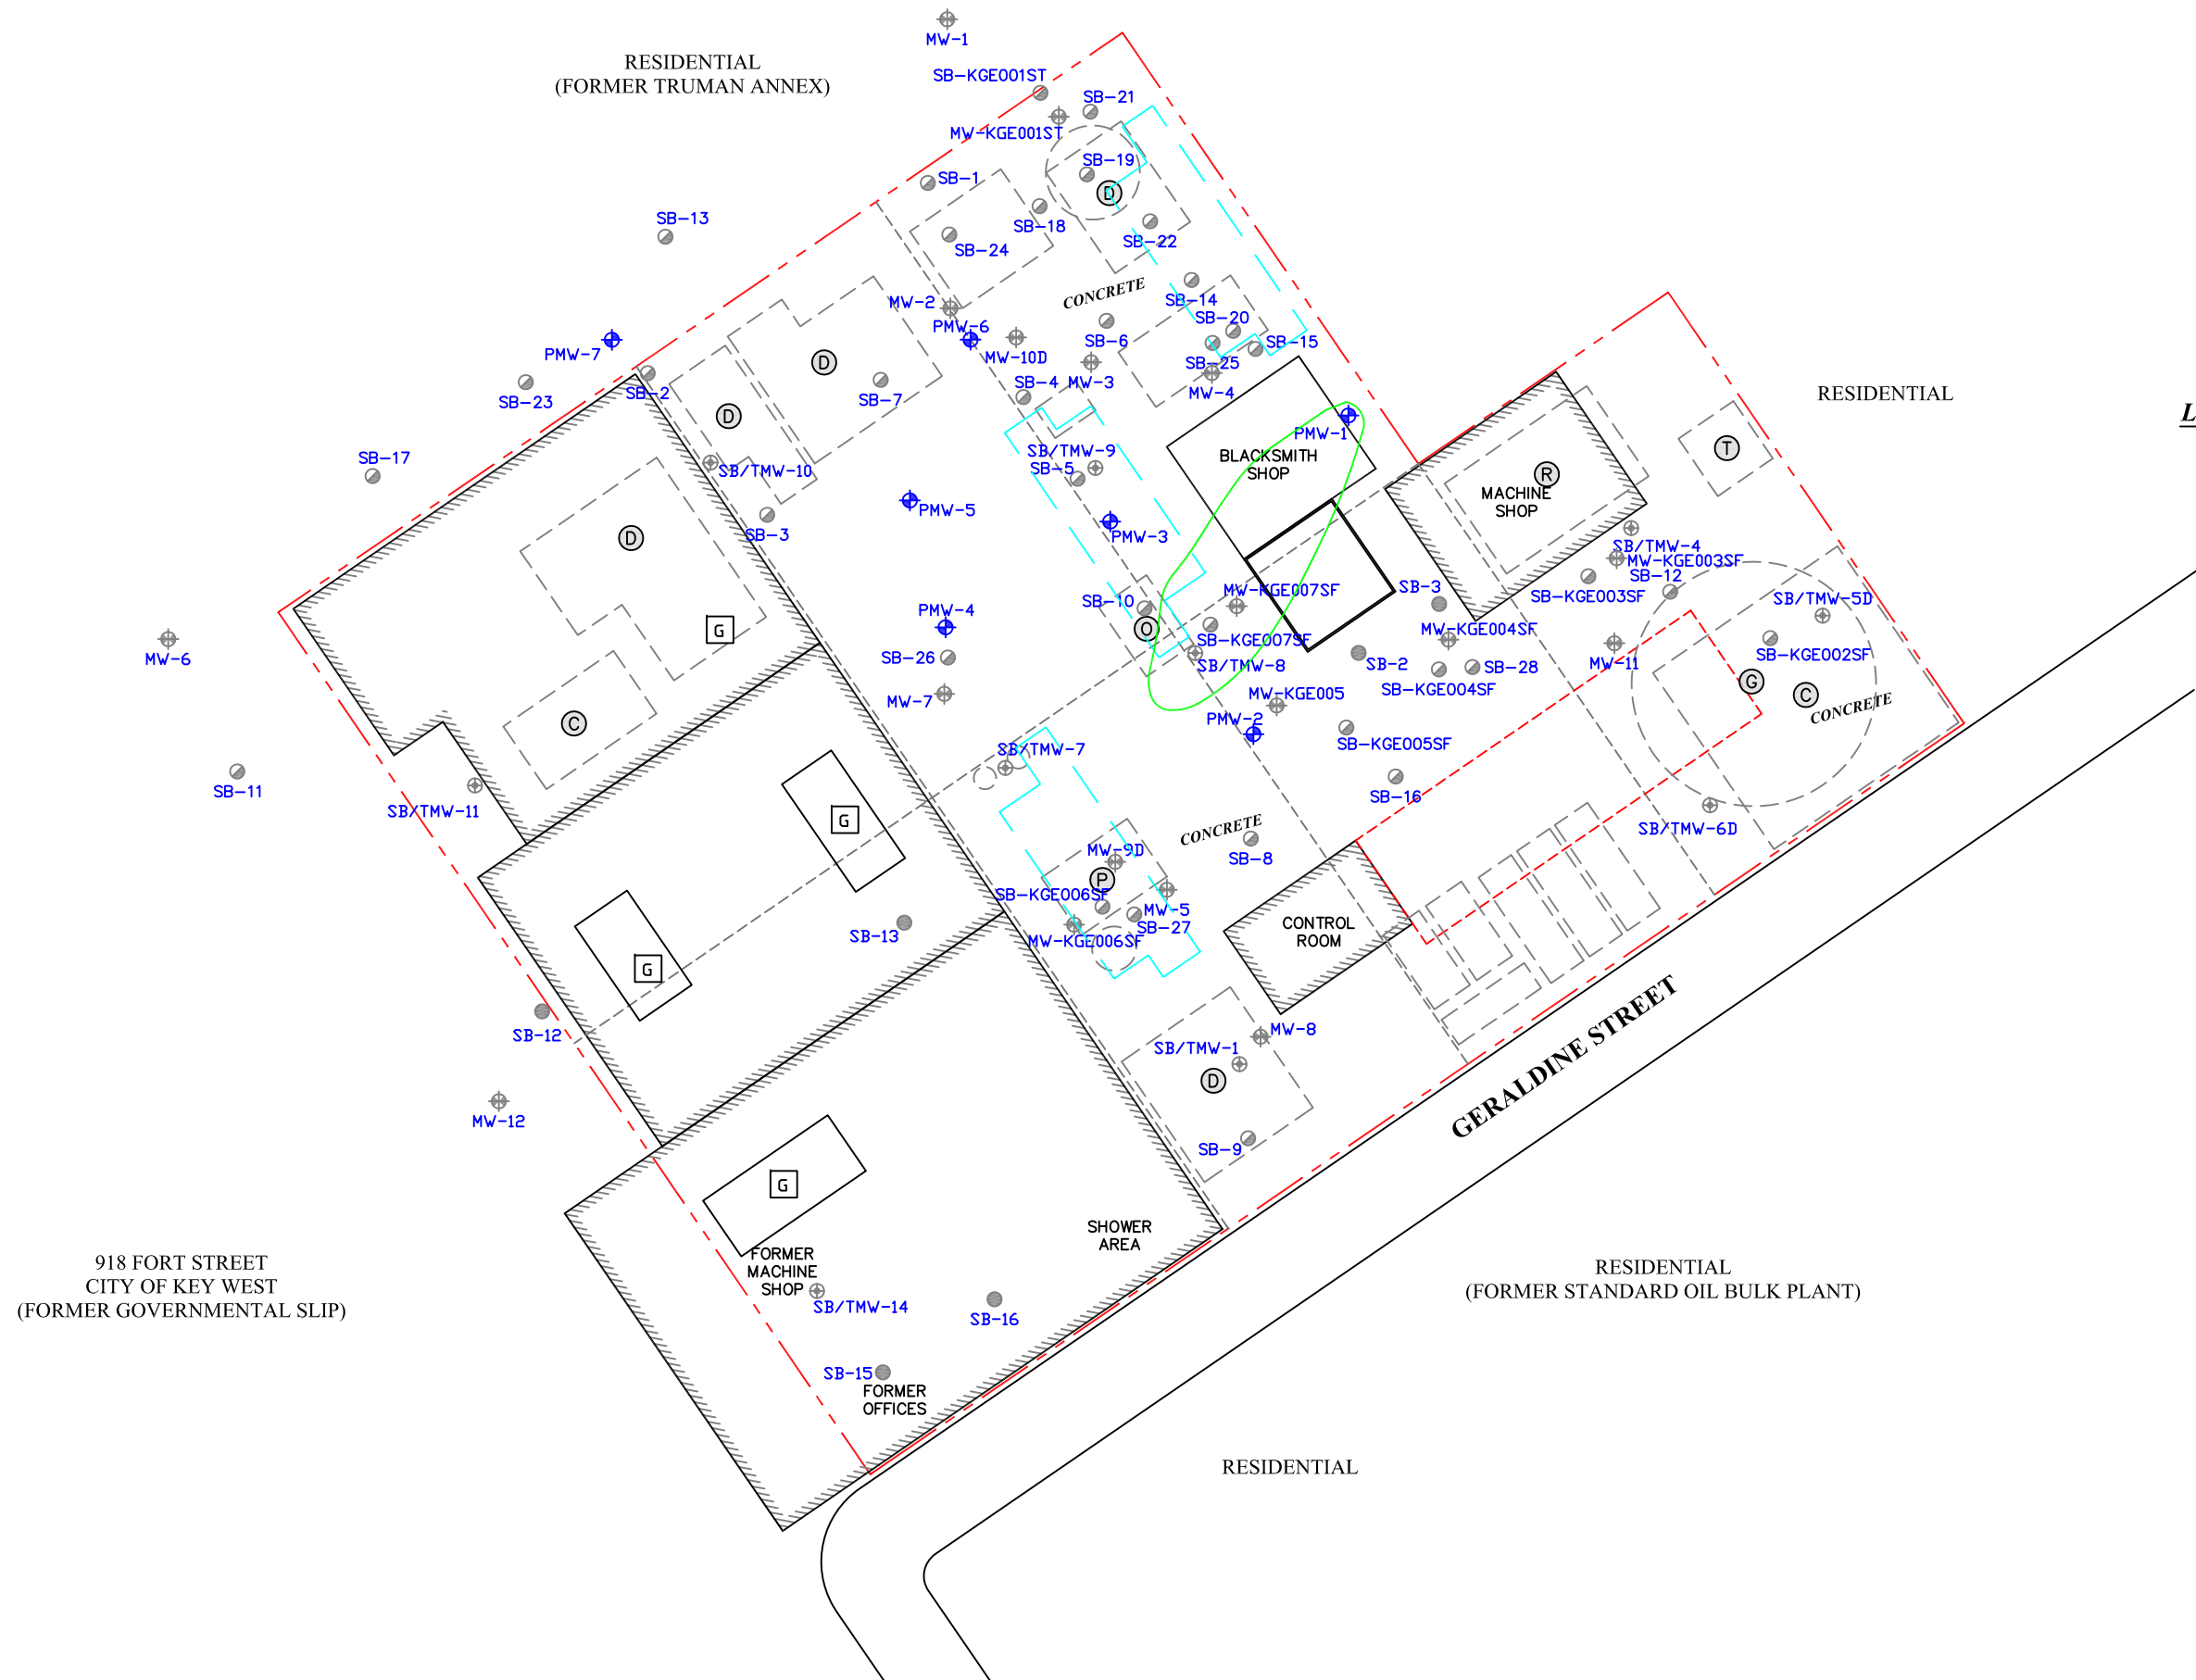 MW-1
RESIDENTIAL
(FORMER TRUMAN ANNEX)
SB-KGE001ST
SB-21
MW-KGE001ST
SB-19
SB-1
D
SB-13
SB-18
SB-22
SB-24
CONCRETE
SB-14
MW-2
PMW-6
SB-20
SB-6
SB-15
PMW-7
MW-10D
SB-25
D
SB-4
MW-3
MW-4
SB-2
SB-7
SB-23
RESIDENTIAL
L
D
PMW-1
SB/TMW-9
BLACKSMITH
SHOP
T
SB-17
SB/TMW-10
SB-5
R
MACHINE
SHOP
PMW-5
SB-3
PMW-3
D
SB/TMW-4
MW-KGE003SF
SB-12
SB-KGE003SF
MW-KGE007SF
SB-3
SB-10
SB/TMW-5D
PMW-4
G
O
MW-KGE004SF
SB-KGE007SF
SB-KGE002SF
MW-6
SB-26
SB/TMW-8
SB-2
SB-28
MW-11
SB-KGE004SF
G
C
MW-7
MW-KGE005
CONCRETE
C
PMW-2
SB/TMW-7
SB-KGE005SF
SB-11
SB-16
SB/TMW-11
G
CONCRETE
SB/TMW-6D
MW-9D
SB-8
P
SB-KGE006SF
MW-5
SB-27
SB-13
CONTROL
ROOM
MW-KGE006SF
G
SB-12
MW-8
SB/TMW-1
GERALDINE STREET
D
MW-12
SB-9
G
SHOWER
AREA
FORMER
MACHINE
SHOP
918 FORT STREET
CITY OF KEY WEST
(FORMER GOVERNMENTAL SLIP)
RESIDENTIAL
(FORMER STANDARD OIL BULK PLANT)
SB/TMW-14
SB-16
SB-15
FORMER
OFFICES
RESIDENTIAL